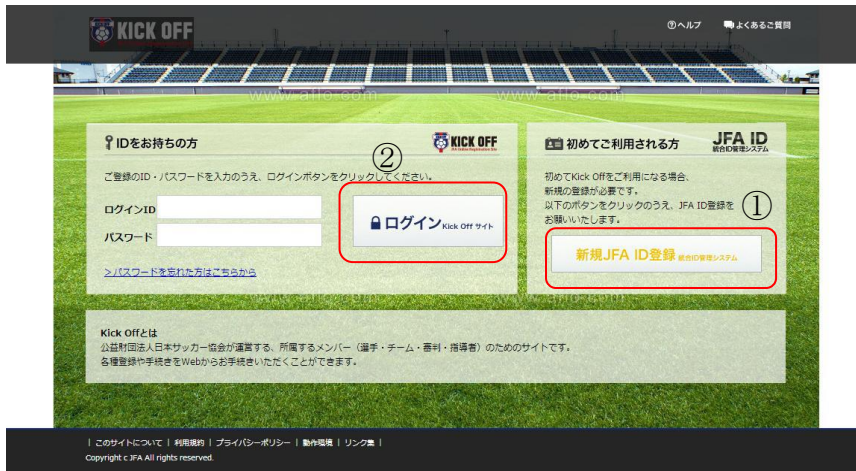 KICK OFF
ヘルプ
よくあるご質問
www.allo.com
www.allo.com
IDをお持ちの方
KICK OFF
初めてご利用される方
JFA ID
統合ID管理システム
②
ご登録のID・パスワードを入力のうえ、ログインボタンをクリックしてください。
初めてKick Offをご利用になる場合、
新規の登録が必要です。
以下のボタンをクリックのうえ、JFA ID登録を
お願いいたします。
①
ログインID
パスワード
ログイン Kick Off サイト
新規JFA ID登録 統合ID管理システム
>パスワードを忘れた方はこちらから
Kick Offとは
公益財団法人日本サッカー協会が運営する、所属するメンバー（選手・チーム・審判・指導者）のためのサイトです。
各種登録や手続きをWebからお手続きいただくことができます。
| このサイトについて | 利用規約 | プライバシーポリシー | 動作環境 | リンク集 |
Copyright c JFA All rights reserved.